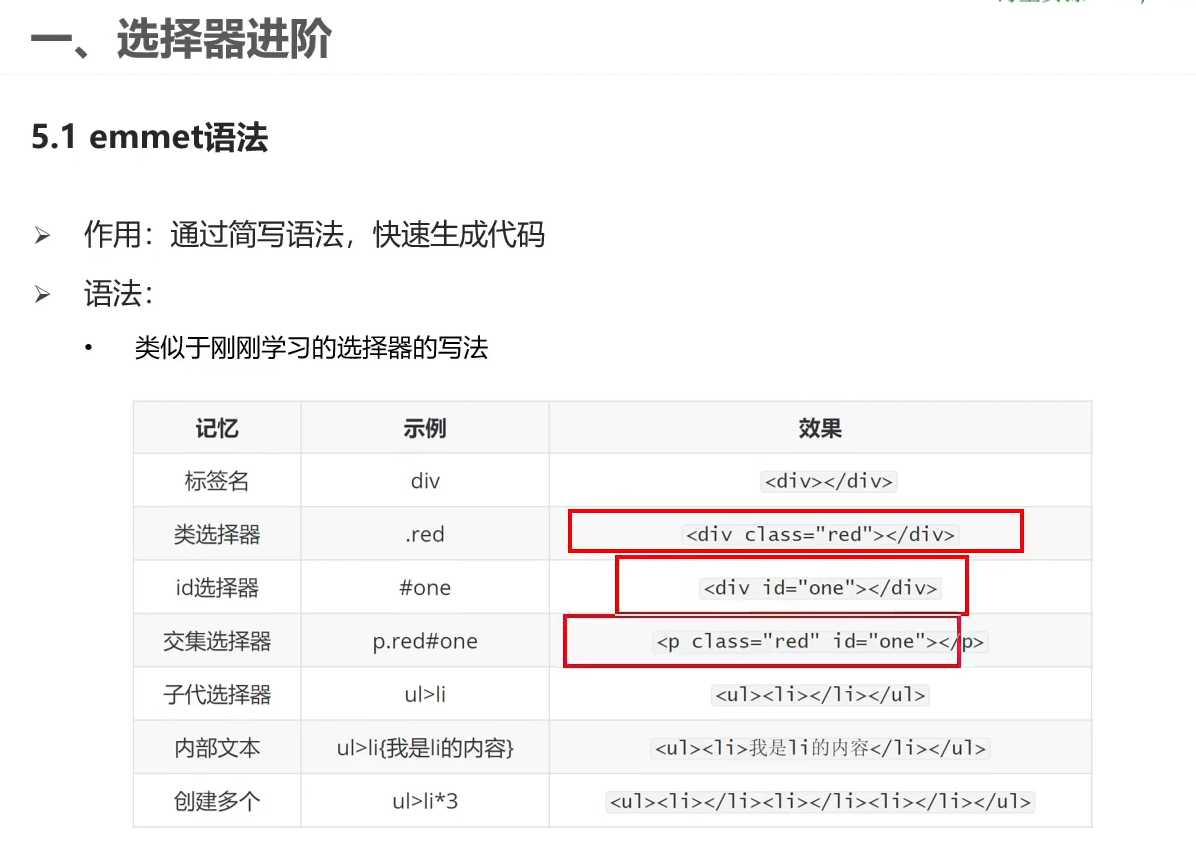 一、选择器进阶
5.1 emmet语法
作用：通过简写语法，快速生成代码
语法：
类似于刚刚学习的选择器的写法
记忆 示例 效果
标签名 div <div></div>
类选择器 .red <div class="red"></div>
id选择器 #one <div id="one"></div>
交集选择器 p.red#one <p class="red" id="one"></p>
子代选择器 ul>li <ul><li></li></ul>
内部文本 ul>li{我是li的内容} <ul><li>我是li的内容</li></ul>
创建多个 ul>li*3 <ul><li></li><li></li><li></li></ul>